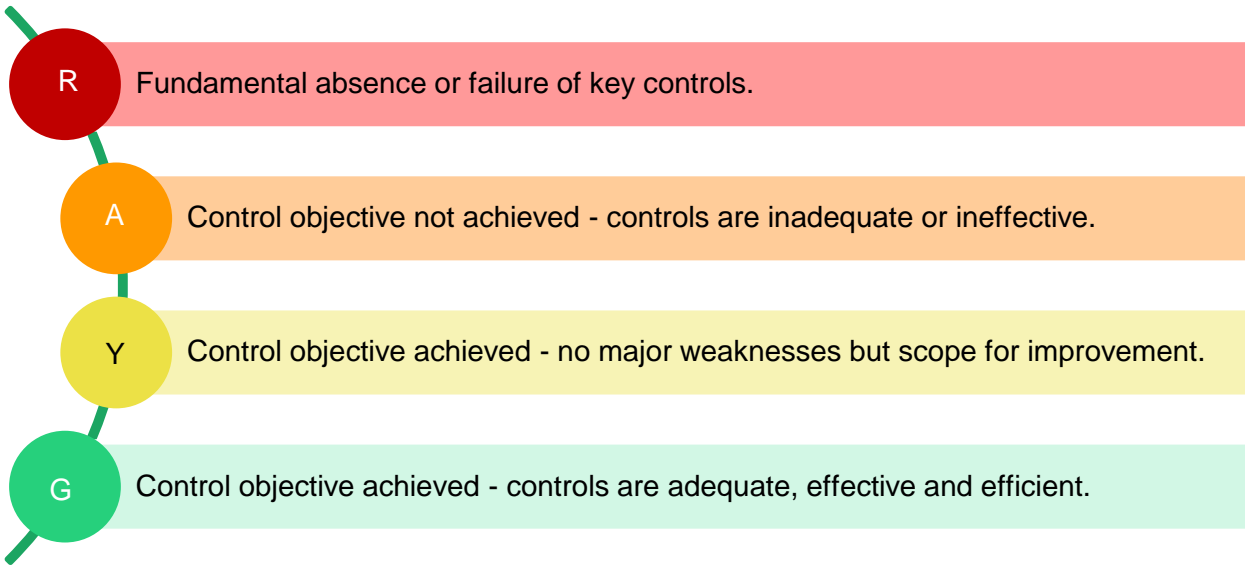 R
Fundamental absence or failure of key controls.
A
Control objective not achieved - controls are inadequate or ineffective.
Y
Control objective achieved - no major weaknesses but scope for improvement.
G
Control objective achieved - controls are adequate, effective and efficient.